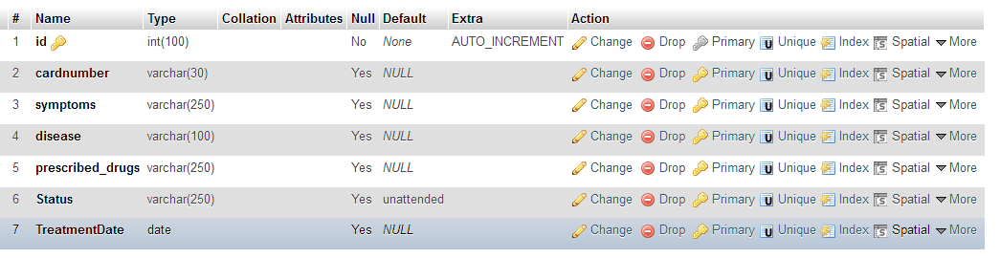 # Name Type Collation Attributes Null Default Extra Action
1 id int(100) No None AUTO_INCREMENT Change Drop Primary Unique Index Spatial More
2 cardnumber varchar(30) Yes NULL Change Drop Primary Unique Index Spatial More
3 symptoms varchar(250) Yes NULL Change Drop Primary Unique Index Spatial More
4 disease varchar(100) Yes NULL Change Drop Primary Unique Index Spatial More
5 prescribed_drugs varchar(250) Yes NULL Change Drop Primary Unique Index Spatial More
6 Status varchar(250) Yes unattended Change Drop Primary Unique Index Spatial More
7 TreatmentDate date Yes NULL Change Drop Primary Unique Index Spatial More